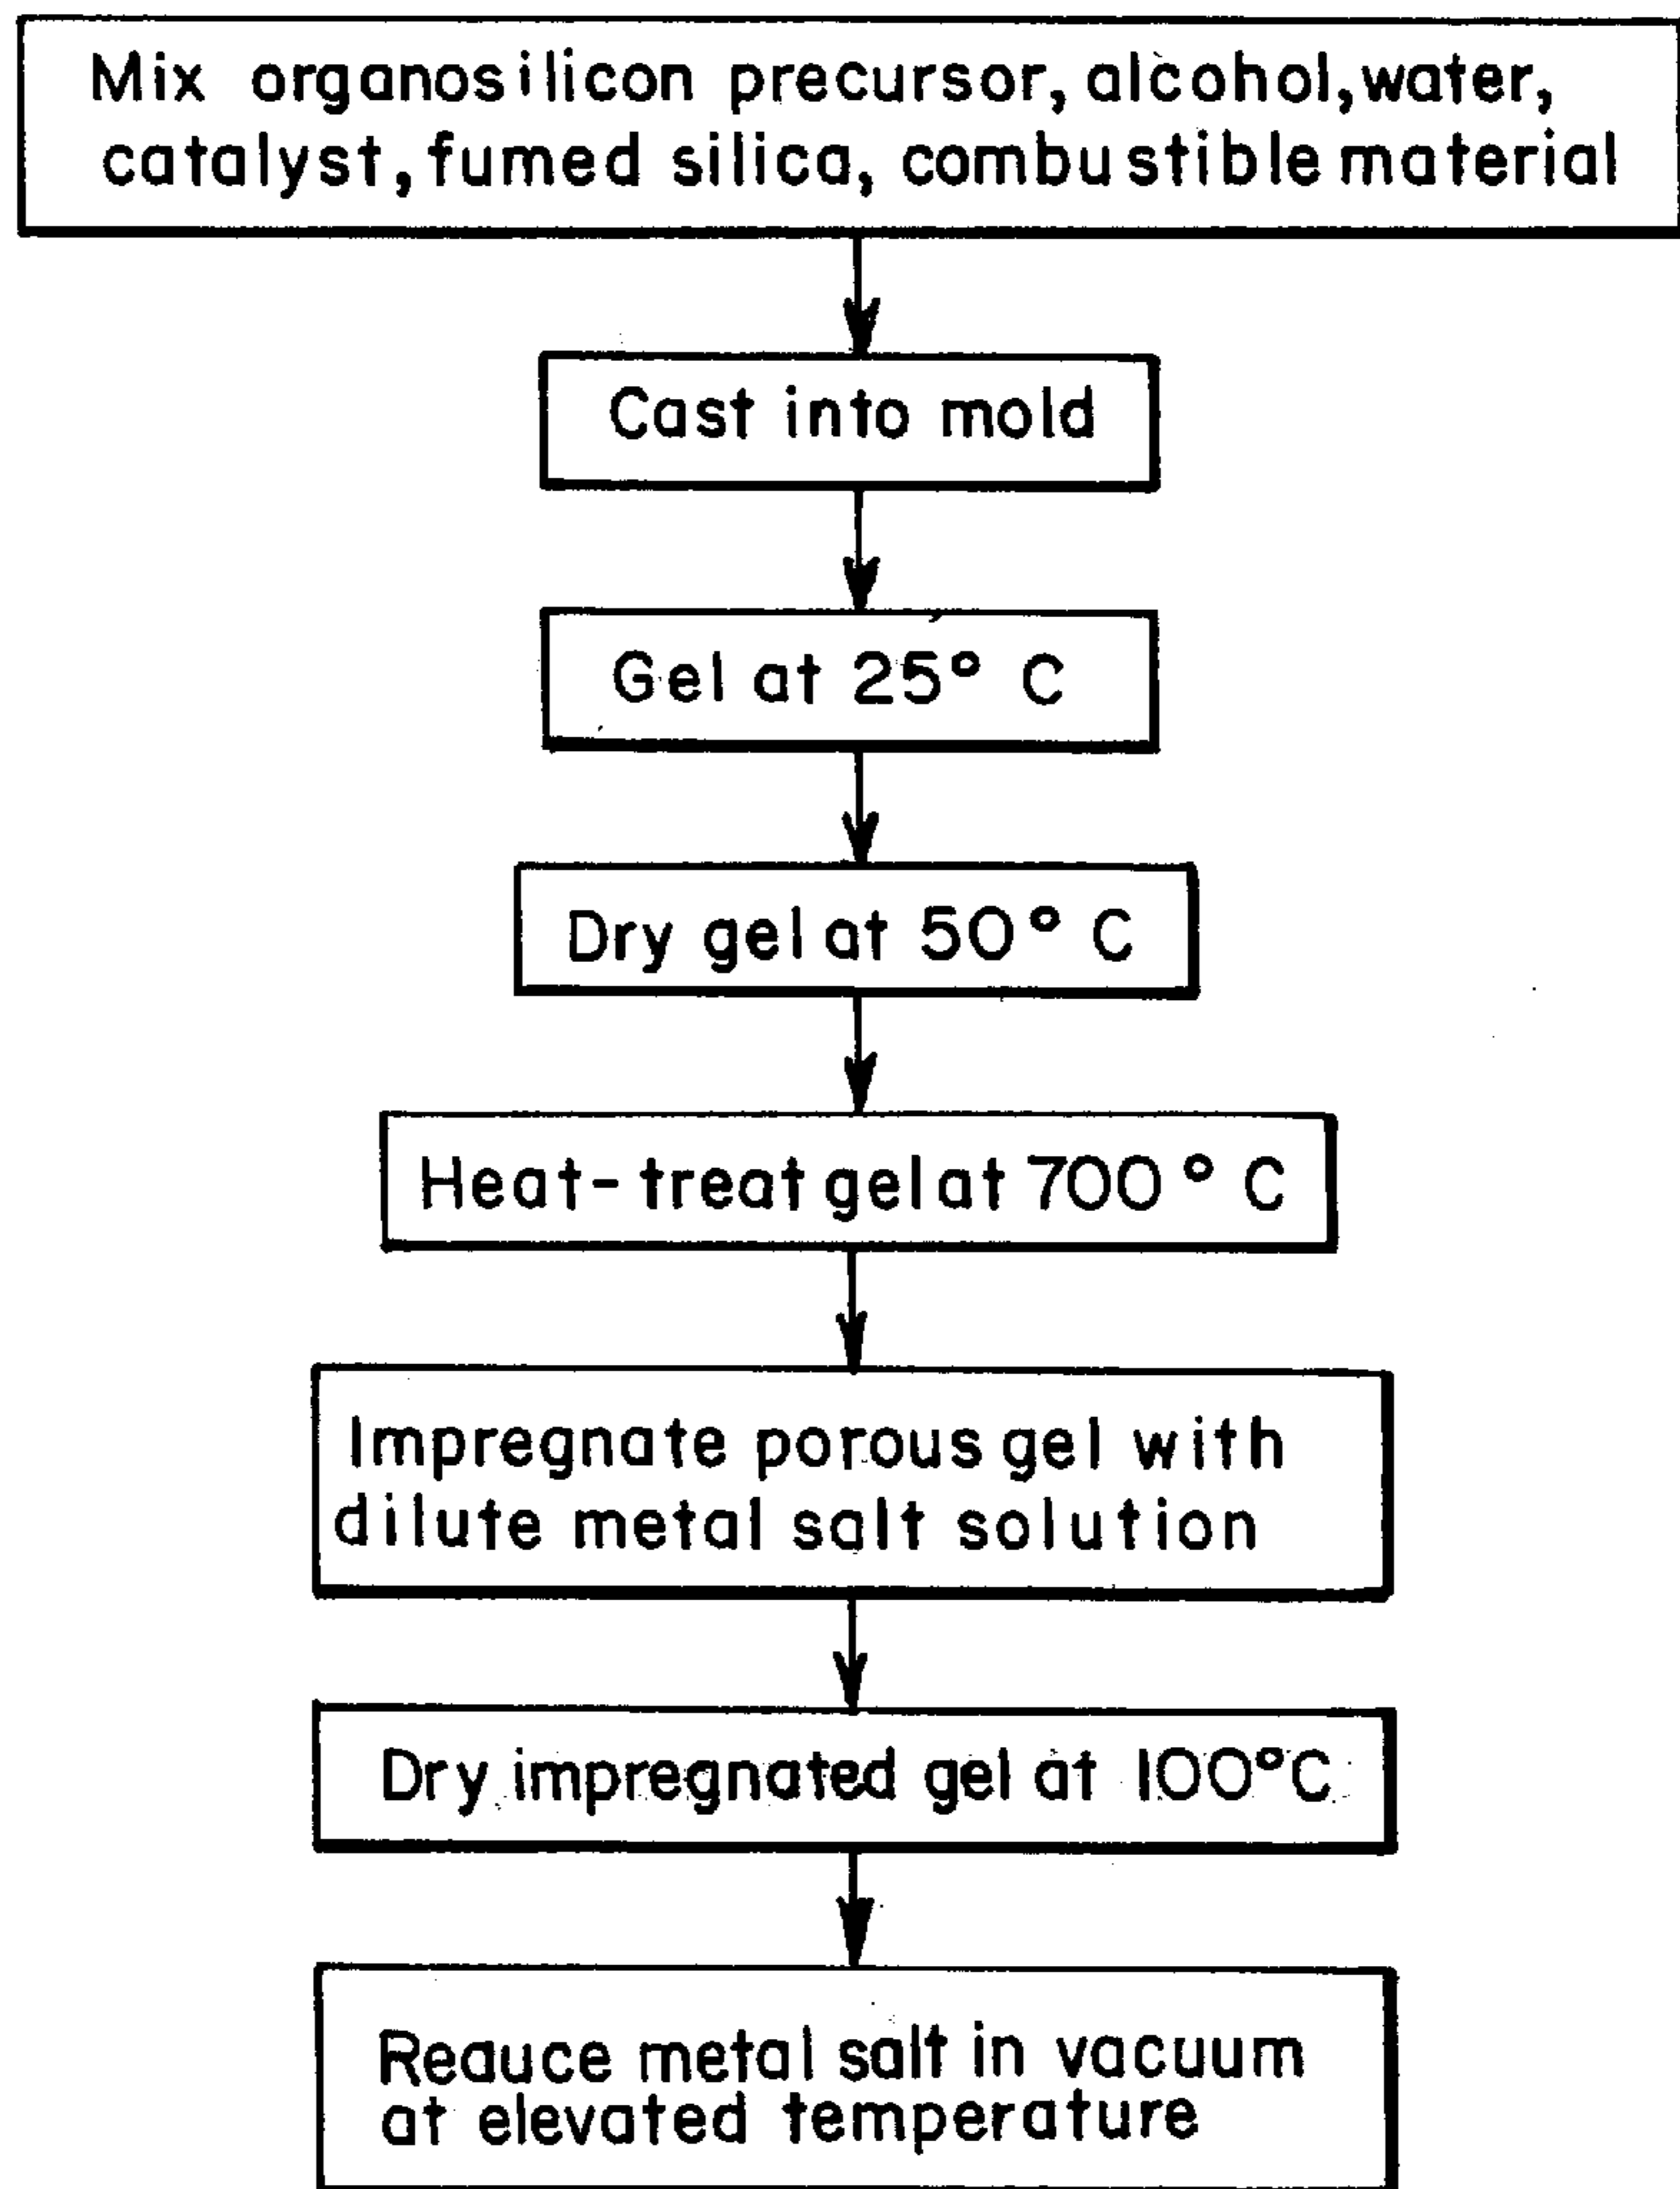 Mix organosilicon precursor, alcohol, water,
catalyst, fumed silica, combustible material
Cast into mold
Gel at 25° C
Dry gel at 50° C
Heat-treat gel at 700° C
Impregnate porous gel with
dilute metal salt solution
Dry impregnated gel at 100°C
Reduce metal salt in vacuum
at elevated temperature